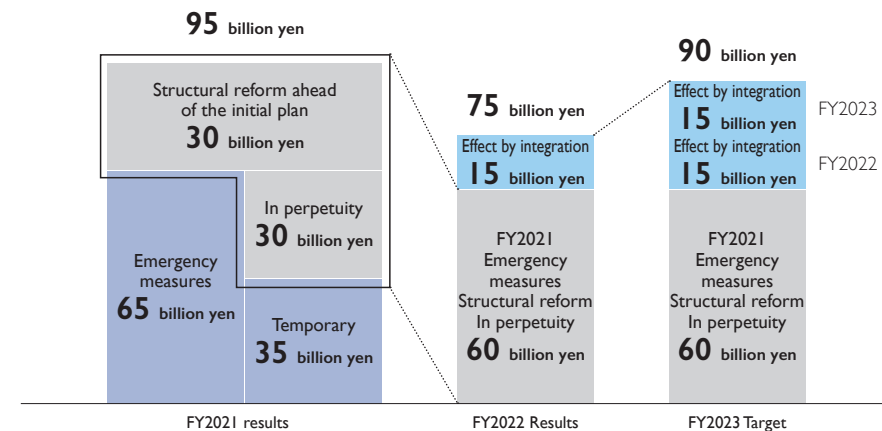 95 billion yen
Structural reform ahead
of the initial plan
30
billion yen
Emergency
measures
65 billion yen
In perpetuity
30 billion yen
Temporary
35 billion yen
FY2021 results
75 billion yen
Effect by integration
15 billion yen
FY2021
Emergency
measures
Structural reform
In perpetuity
60 billion yen
FY2022 Results
90 billion yen
Effect by integration
15 billion yen
FY2023
Effect by integration
15 billion yen
FY2022
FY2021
Emergency
measures
Structural reform
In perpetuity
60 billion yen
FY2023 Target